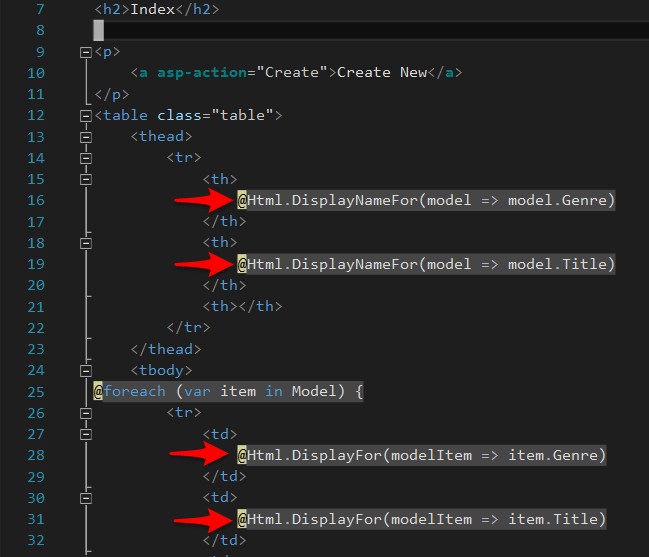 7 <h2>Index</h2>
8
9 <p>
10 <a asp-action="Create">Create New</a>
11 </p>
12 <table class="table">
13 <thead>
14 <tr>
15 <th>
16 @Html.DisplayNameFor(model => model.Genre)
17 </th>
18 <th>
19 @Html.DisplayNameFor(model => model.Title)
20 </th>
21 <th></th>
22 </tr>
23 </thead>
24 <tbody>
25 @foreach (var item in Model) {
26 <tr>
27 <td>
28 @Html.DisplayFor(modelItem => item.Genre)
29 </td>
30 <td>
31 @Html.DisplayFor(modelItem => item.Title)
32 </td>